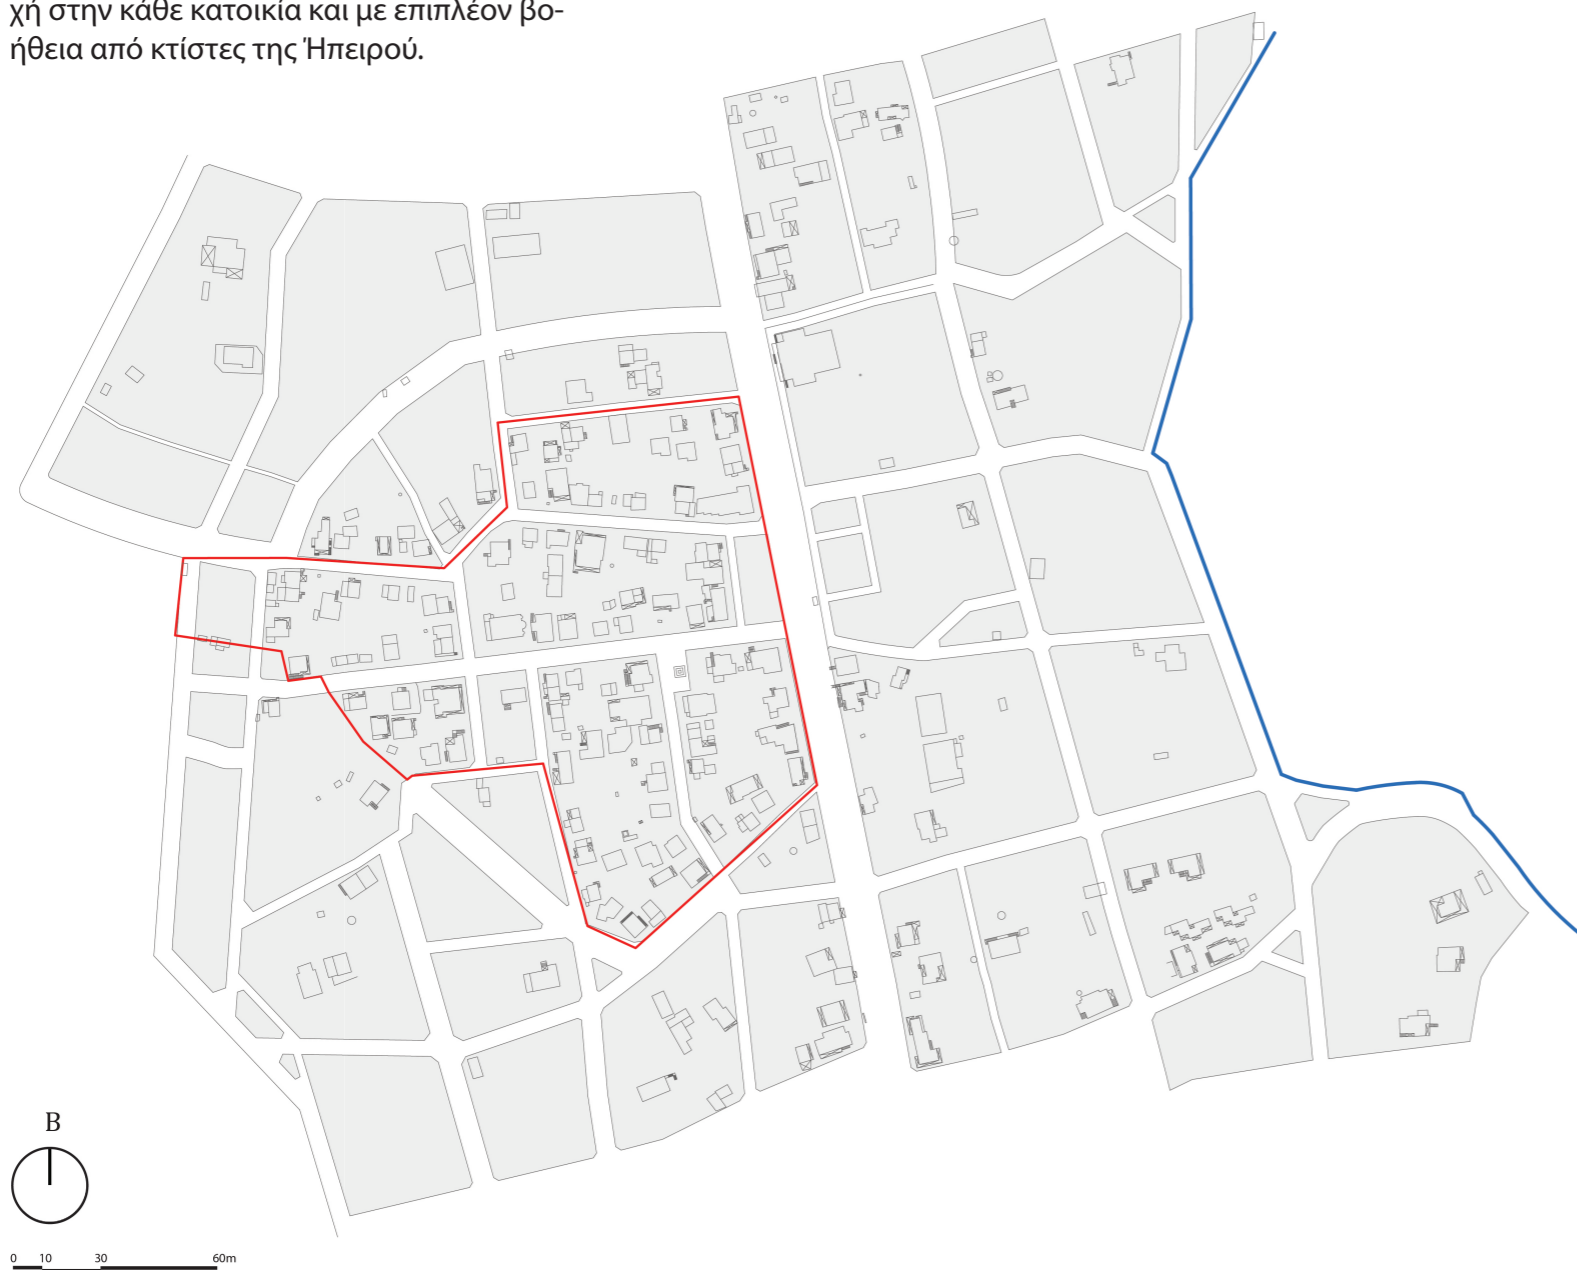 χή στην κάθε κατοικία και με επιπλέον βο-
ήθεια από κτίστες της Ήπειρού.
Β
0 10 30 60m